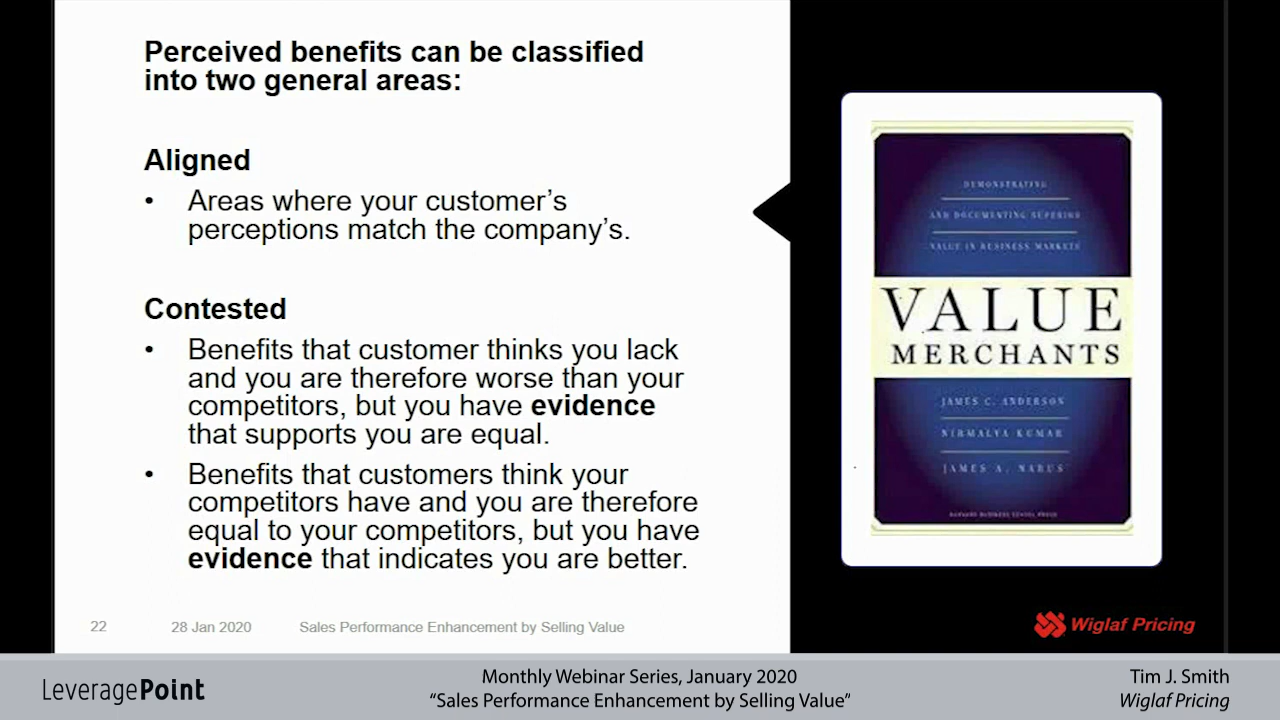 Perceived benefits can be classified
into two general areas:
Aligned
• Areas where your customer’s
perceptions match the company’s.
Contested
• Benefits that customer thinks you lack
and you are therefore worse than your
competitors, but you have evidence
that supports you are equal.
• Benefits that customers think your
competitors have and you are therefore
equal to your competitors, but you have
evidence that indicates you are better.
DEMONSTRATING
AND DOCUMENTING SUPERIOR
VALUE IN BUSINESS MARKETS
VALUE
MERCHANTS
JAMES C. ANDERSON
NIRMALYA KUMAR
JAMES A. NARUS
HARVARD BUSINESS SCHOOL PRESS
22 28 Jan 2020 Sales Performance Enhancement by Selling Value
Wiglaf Pricing
LeveragePoint
Monthly Webinar Series, January 2020
“Sales Performance Enhancement by Selling Value”
Tim J. Smith
Wiglaf Pricing